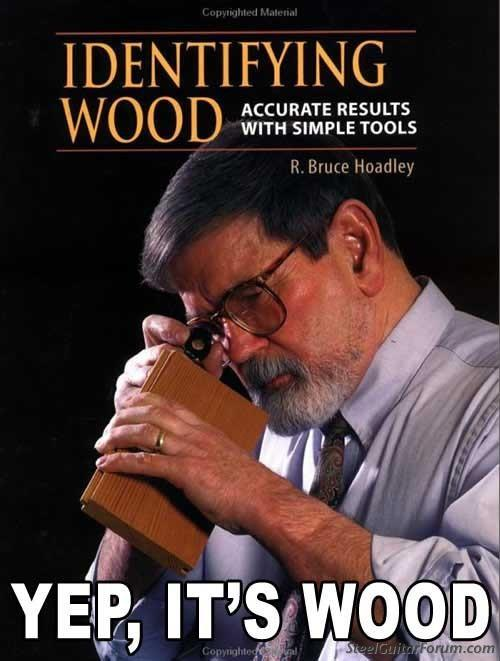 Copyrighted Material
IDENTIFYING
WOOD
ACCURATE RESULTS
WITH SIMPLE TOOLS
R. Bruce Hoadley
YEP, IT'S WOOD
SteelGuitarForum.com
Copyrighted Material